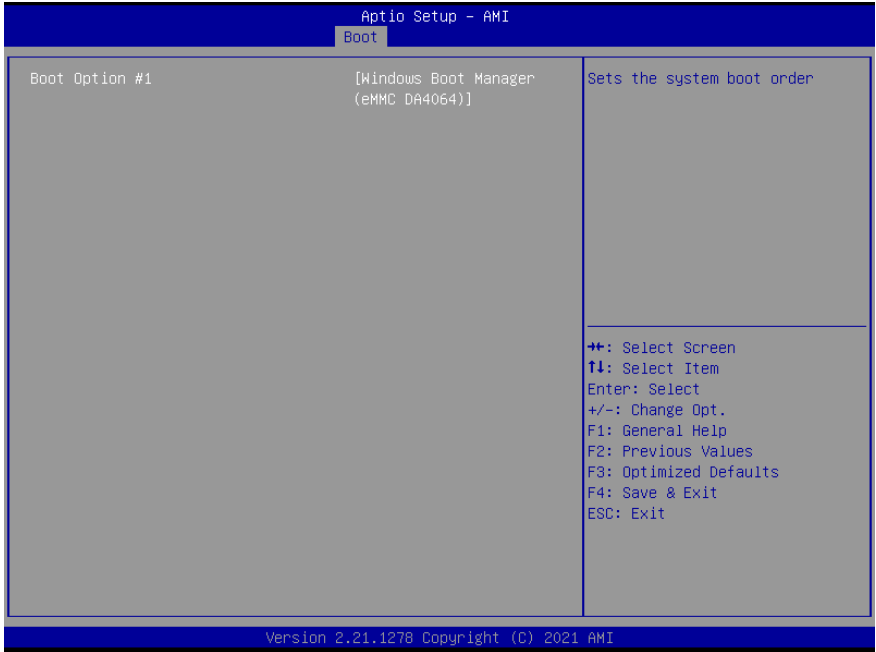 Aptio Setup – AMI
Boot
Boot Option #1 [Windows Boot Manager
(eMMC DA4064)]
Sets the system boot order
→←: Select Screen
↑↓: Select Item
Enter: Select
+/-: Change Opt.
F1: General Help
F2: Previous Values
F3: Optimized Defaults
F4: Save & Exit
ESC: Exit
Version 2.21.1278 Copyright (C) 2021 AMI